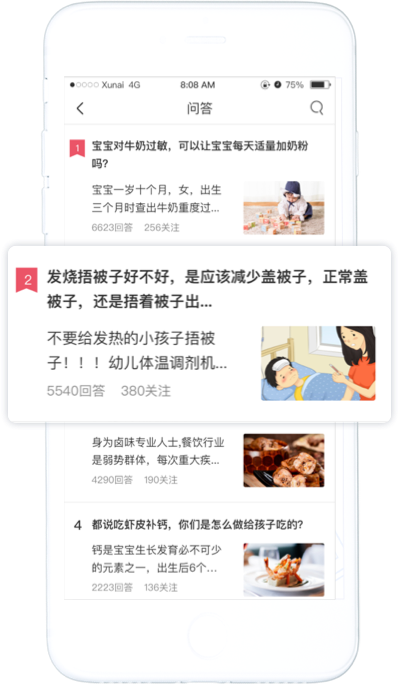 Xunai 4G
8:08 AM
75%
问答
1
宝宝对牛奶过敏，可以让宝宝每天适量加奶粉
吗?
宝宝一岁十个月，女，出生
三个月时查出牛奶重度过...
6623回答 256关注
2
发烧捂被子好不好，是应该减少盖被子，正常盖
被子，还是捂着被子出...
不要给发热的小孩子捂被
子！！！幼儿体温调剂机...
5540回答 380关注
身为卤味专业人士,餐饮行业
是弱势群体，每次重大疾...
4290回答 190关注
4 都说吃虾皮补钙，你们是怎么做给孩子吃的?
钙是宝宝生长发育必不可少
的元素之一，出生后6个...
2223回答 136关注